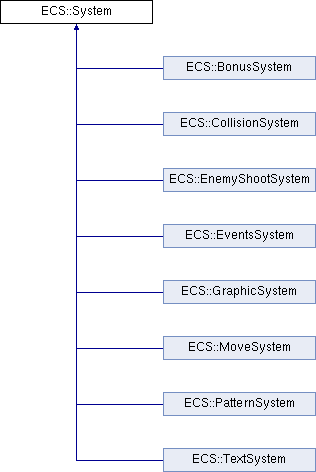 ECS::System
ECS::BonusSystem
ECS::CollisionSystem
ECS::EnemyShootSystem
ECS::EventsSystem
ECS::GraphicSystem
ECS::MoveSystem
ECS::PatternSystem
ECS::TextSystem